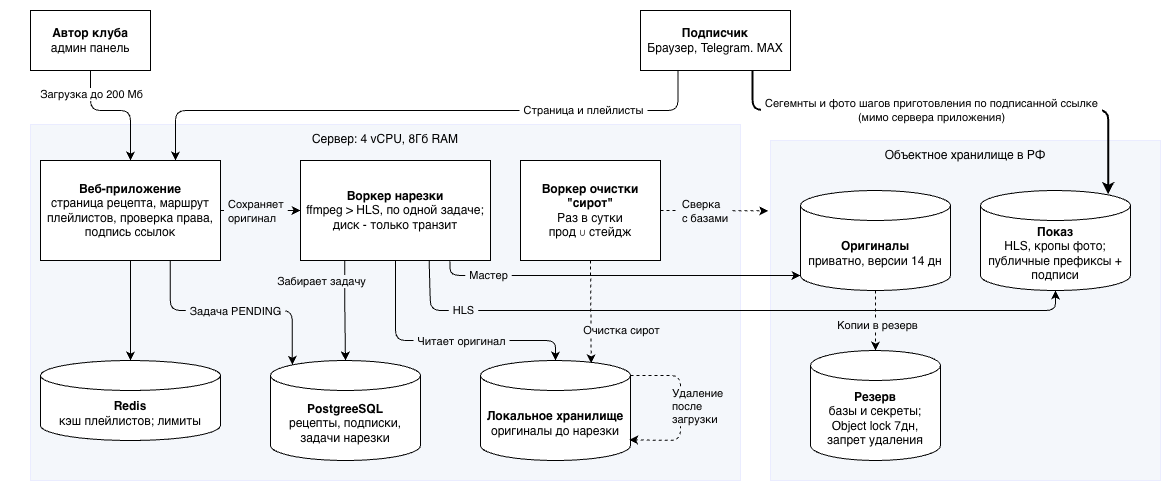 Автор клуба
админ панель
Подписчик
Браузер, Telegram. MAX
Загрузка до 200 Мб
Страница и плейлисты
Сегемнты и фото шагов приготовления по подписанной ссылке
(мимо сервера приложения)
Сервер: 4 vCPU, 8Гб RAM
Объектное хранилище в РФ
Веб-приложение
страница рецепта, маршрут
плейлистов, проверка права,
подпись ссылок
Сохраняет
оригинал
Воркер нарезки
ffmpeg > HLS, по одной задаче;
диск - только транзит
Воркер очистки
"сирот"
Раз в сутки
прод ∪ стейдж
Сверка
с базами
Оригиналы
приватно, версии 14 дн
Показ
HLS, кропы фото;
публичные префиксы +
подписи
Забирает задачу
Мастер
Задача PENDING
HLS
Читает оригинал
Очистка сирот
Копии в резерв
Redis
кэш плейлистов; лимиты
PostgreeSQL
рецепты, подписки,
задачи нарезки
Локальное хранилище
оригиналы до нарезки
Удаление
после
загрузки
Резерв
базы и секреты;
Object lock 7дн,
запрет удаления